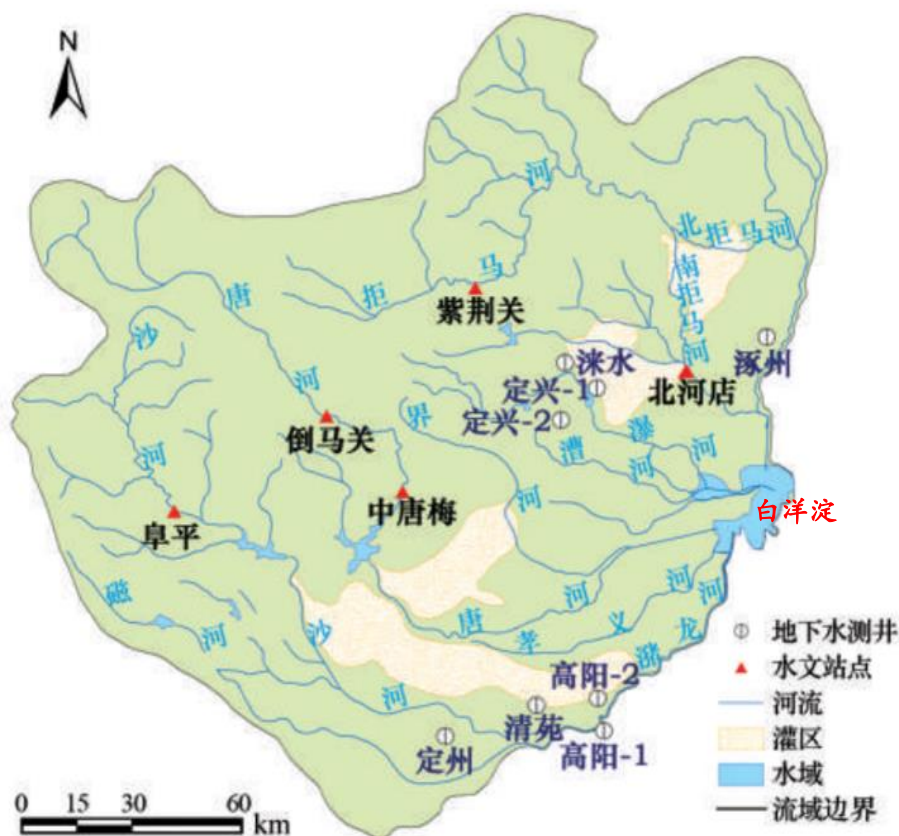 N
河
北拒马河
唐
拒
马
南拒马河
紫荆关
沙
河
涞水
涿州
定兴-1
北河店
界
倒马关
定兴-2
漕
瀑
河
河
河
河
中唐梅
白洋淀
阜平
磁
河
沙
唐
河
孝
义
河
潴
龙
河
地下水测井
高阳-2
水文站点
河
清苑
河流
定州
高阳-1
灌区
水域
0 15 30 60
km
流域边界